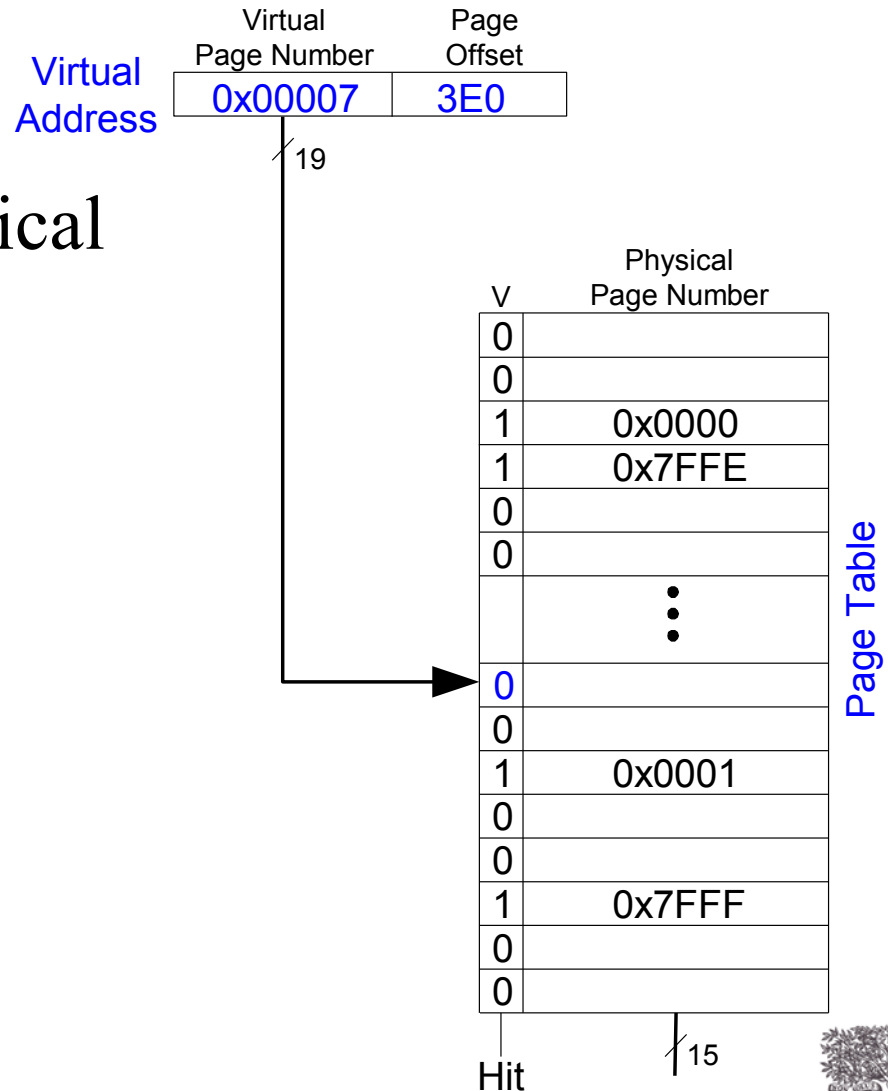 Virtual
Page Number
Page
Offset
Virtual
Address
0x00007
3E0
19
ical
V
Physical
Page Number
0
0
1 0x0000
1 0x7FFE
0
0
0
0
1 0x0001
0
0
1 0x7FFF
0
0
Page Table
Hit
15